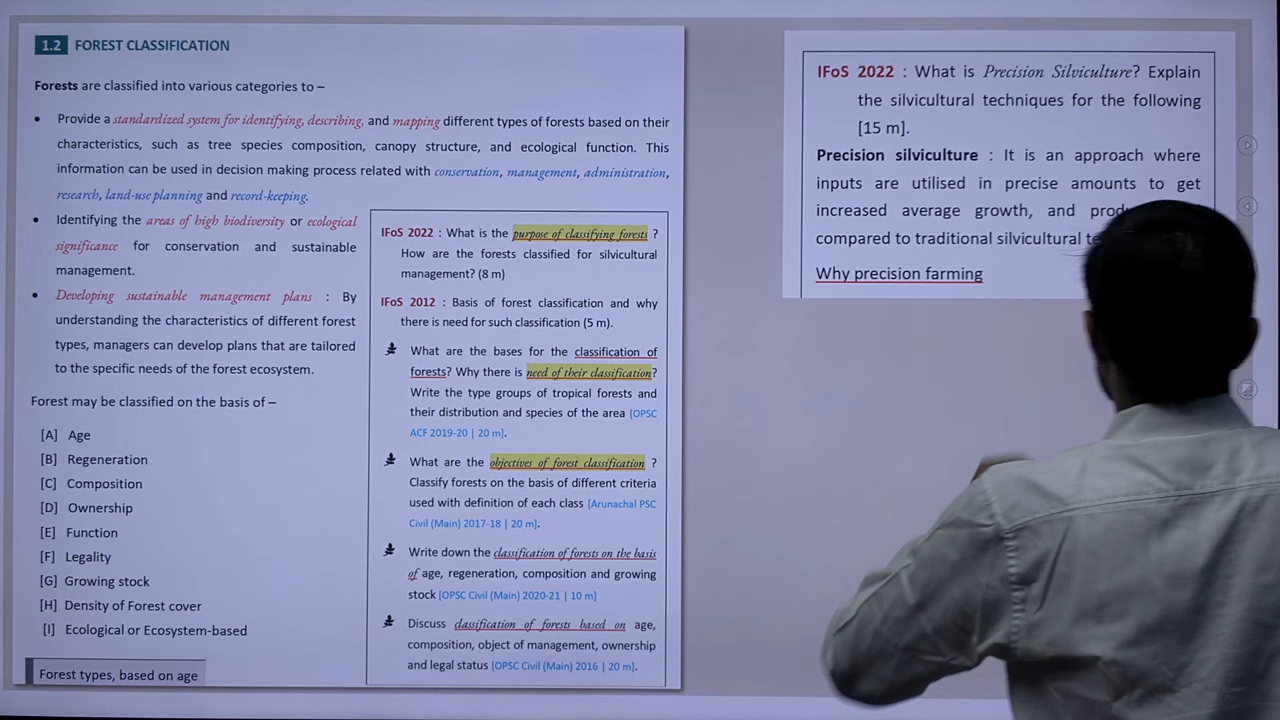 1.2 FOREST CLASSIFICATION
Forests are classified into various categories to –
• Provide a standardized system for identifying, describing, and mapping different types of forests based on their
characteristics, such as tree species composition, canopy structure, and ecological function. This
information can be used in decision making process related with conservation, management, administration,
research, land-use planning and record-keeping.
• Identifying the areas of high biodiversity or ecological
significance for conservation and sustainable
management.
• Developing sustainable management plans : By
understanding the characteristics of different forest
types, managers can develop plans that are tailored
to the specific needs of the forest ecosystem.
Forest may be classified on the basis of –
[A] Age
[B] Regeneration
[C] Composition
[D] Ownership
[E] Function
[F] Legality
[G] Growing stock
[H] Density of Forest cover
[I] Ecological or Ecosystem-based
Forest types, based on age
IFoS 2022 : What is the purpose of classifying forests ?
How are the forests classified for silvicultural
management? (8 m)
IFoS 2012 : Basis of forest classification and why
there is need for such classification (5 m).
What are the bases for the classification of
forests? Why there is need of their classification?
Write the type groups of tropical forests and
their distribution and species of the area [OPSC
ACF 2019-20 | 20 m].
What are the objectives of forest classification ?
Classify forests on the basis of different criteria
used with definition of each class [Arunachal PSC
Civil (Main) 2017-18 | 20 m].
Write down the classification of forests on the basis
of age, regeneration, composition and growing
stock [OPSC Civil (Main) 2020-21 | 10 m]
Discuss classification of forests based on age,
composition, object of management, ownership
and legal status [OPSC Civil (Main) 2016 | 20 m].
IFoS 2022 : What is Precision Silviculture? Explain
the silvicultural techniques for the following
[15 m].
Precision silviculture : It is an approach where
inputs are utilised in precise amounts to get
increased average growth, and
compared to traditional silvicultural
Why precision farming